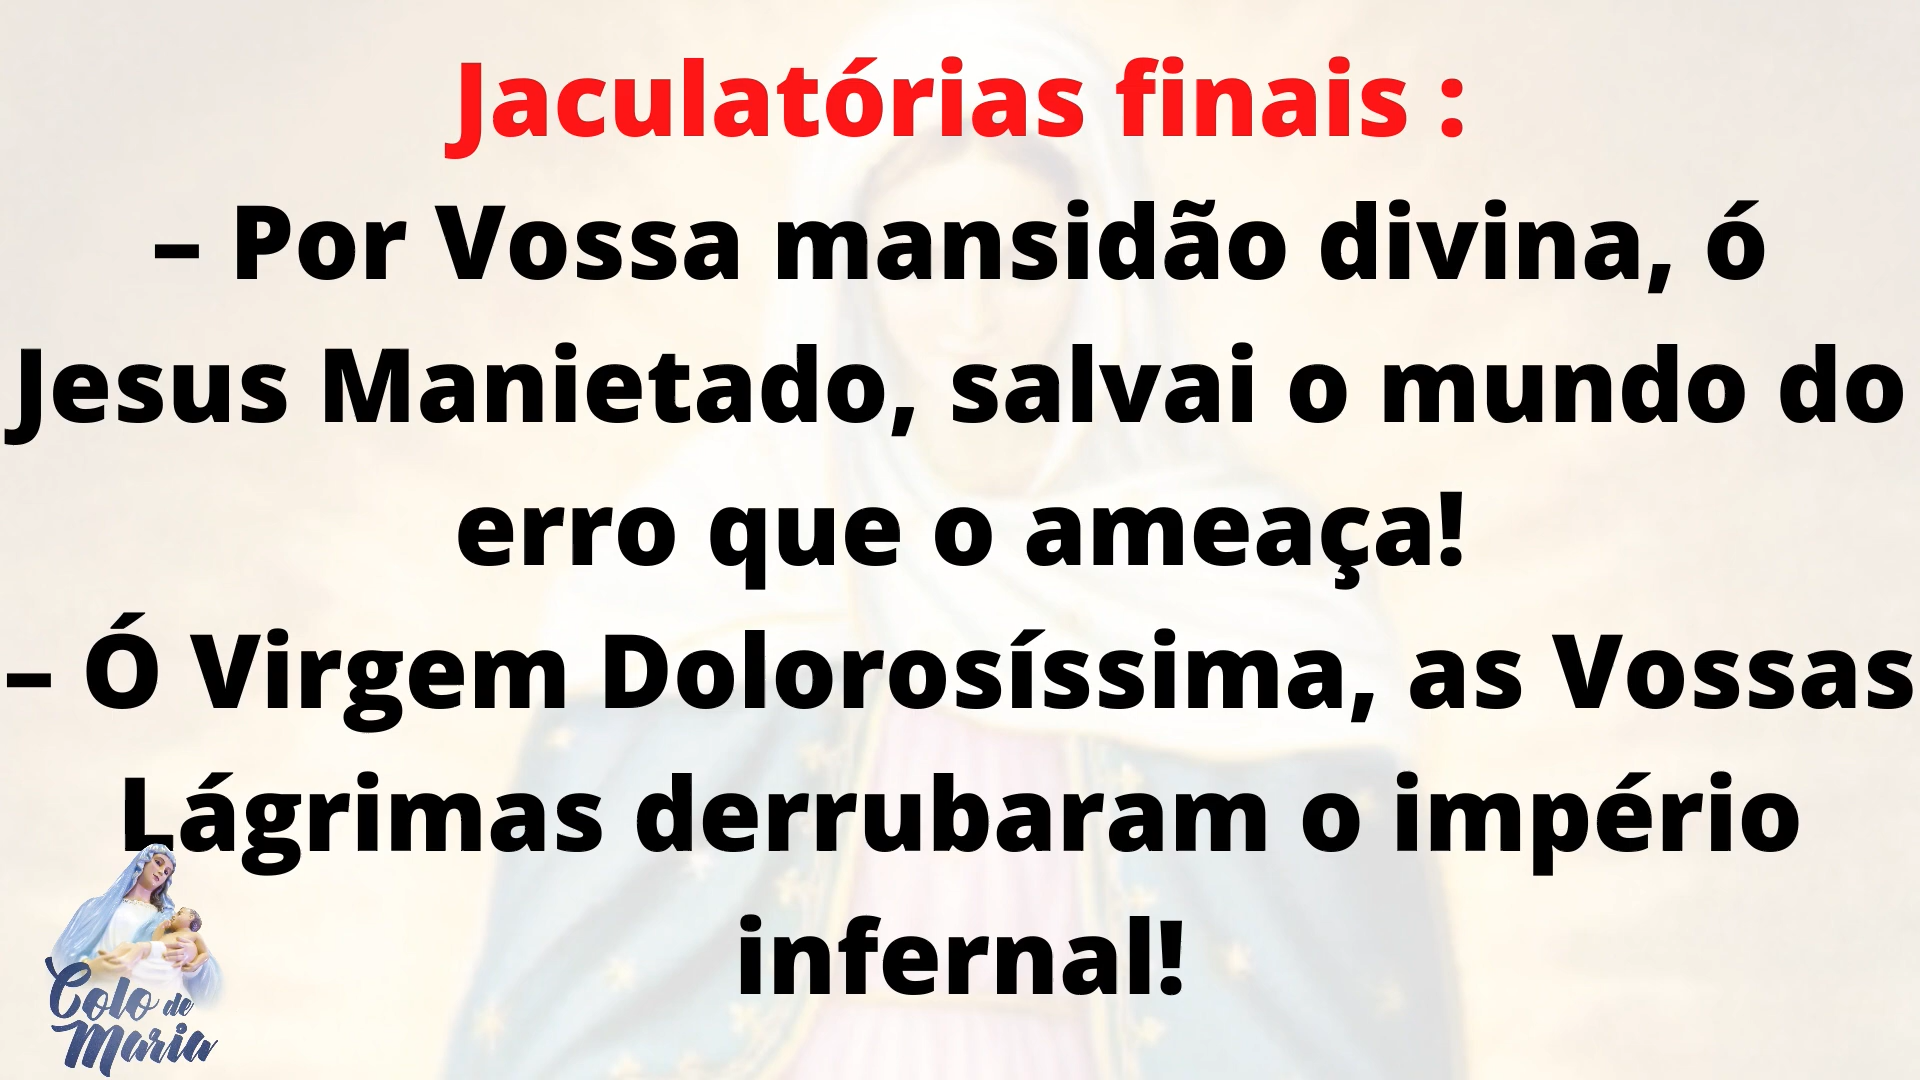 Jaculatórias finais :
– Por Vossa mansidão divina, ó
Jesus Manietado, salvai o mundo do
erro que o ameaça!
– Ó Virgem Dolorosíssima, as Vossas
Lágrimas derrubaram o império
infernal!
Colo de
Maria